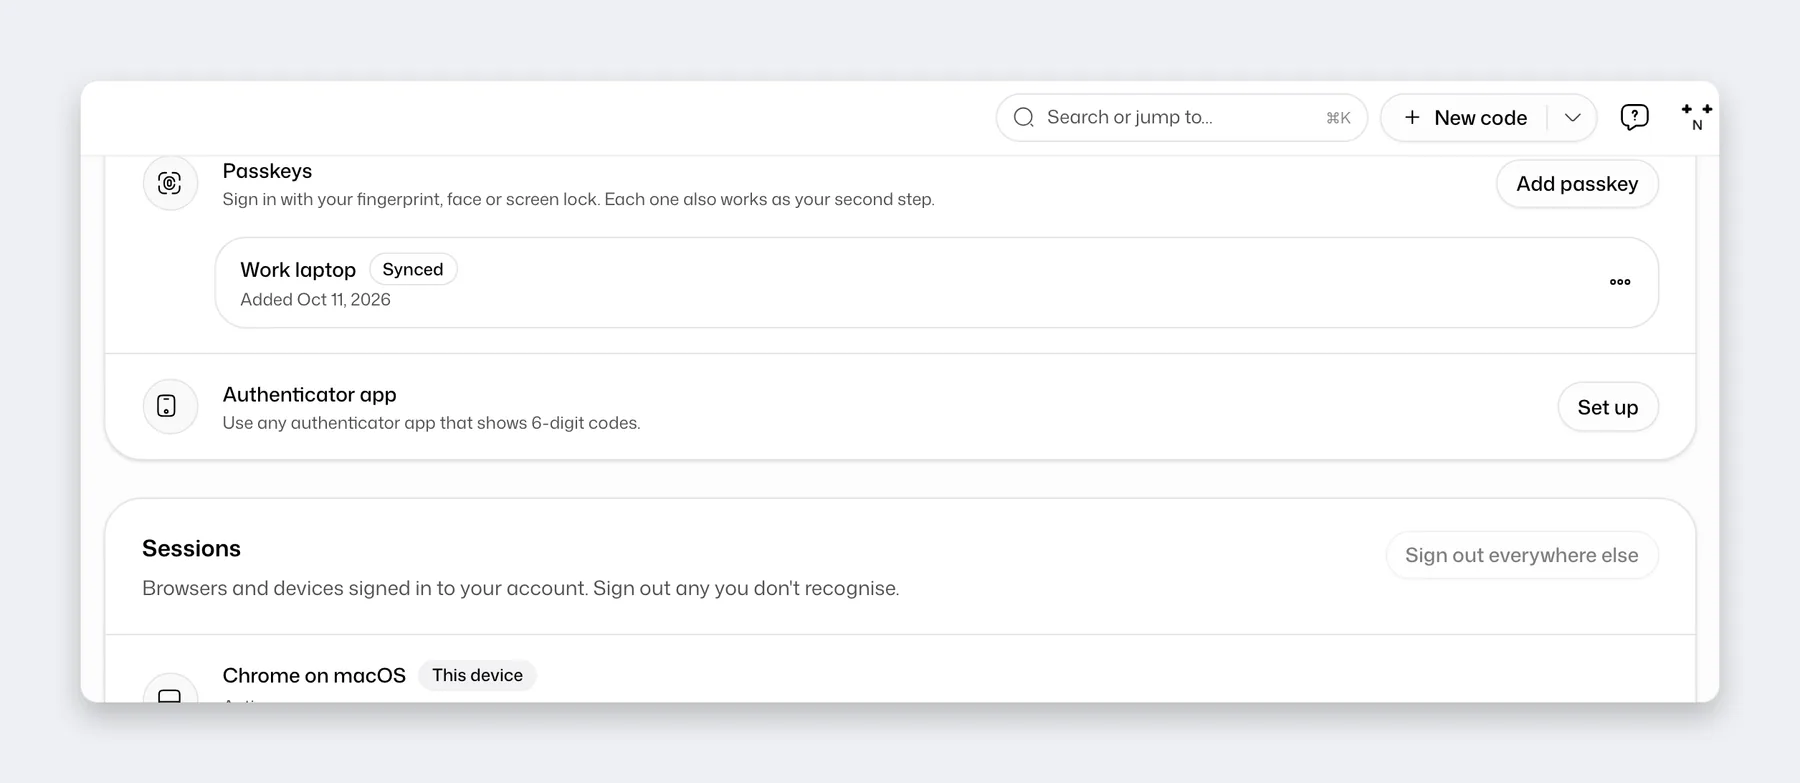 Search or jump to...
⌘K
New code
N
Passkeys
Sign in with your fingerprint, face or screen lock. Each one also works as your second step.
Add passkey
Work laptop
Synced
Added Oct 11, 2026
Authenticator app
Use any authenticator app that shows 6-digit codes.
Set up
Sessions
Browsers and devices signed in to your account. Sign out any you don't recognise.
Sign out everywhere else
Chrome on macOS
This device